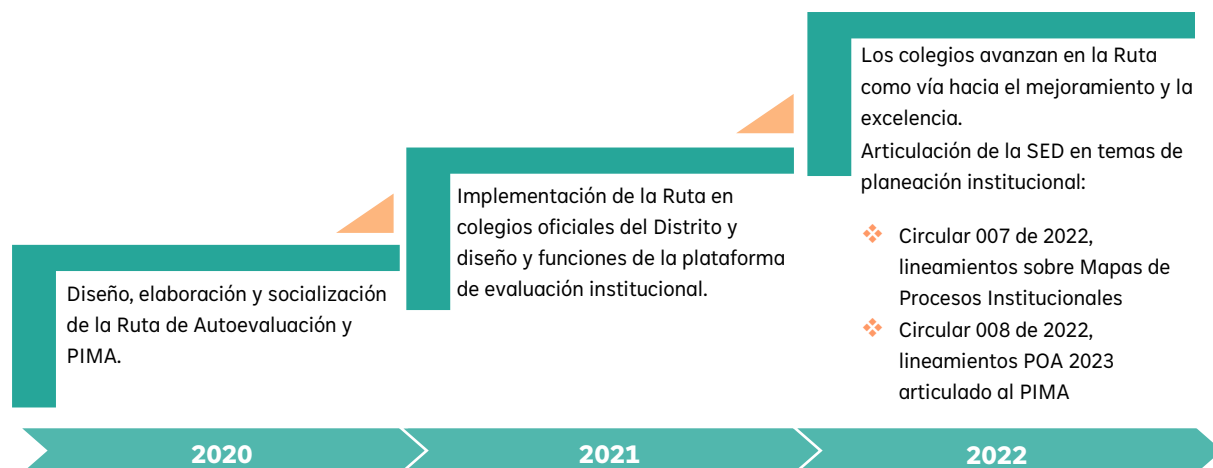 Diseño, elaboración y socialización
de la Ruta de Autoevaluación y
PIMA.
Implementación de la Ruta en
colegios oficiales del Distrito y
diseño y funciones de la plataforma
de evaluación institucional.
Los colegios avanzan en la Ruta
como vía hacia el mejoramiento y la
excelencia.
Articulación de la SED en temas de
planeación institucional:
Circular 007 de 2022,
lineamientos sobre Mapas de
Procesos Institucionales
Circular 008 de 2022,
lineamientos POA 2023
articulado al PIMA
2020
2021
2022